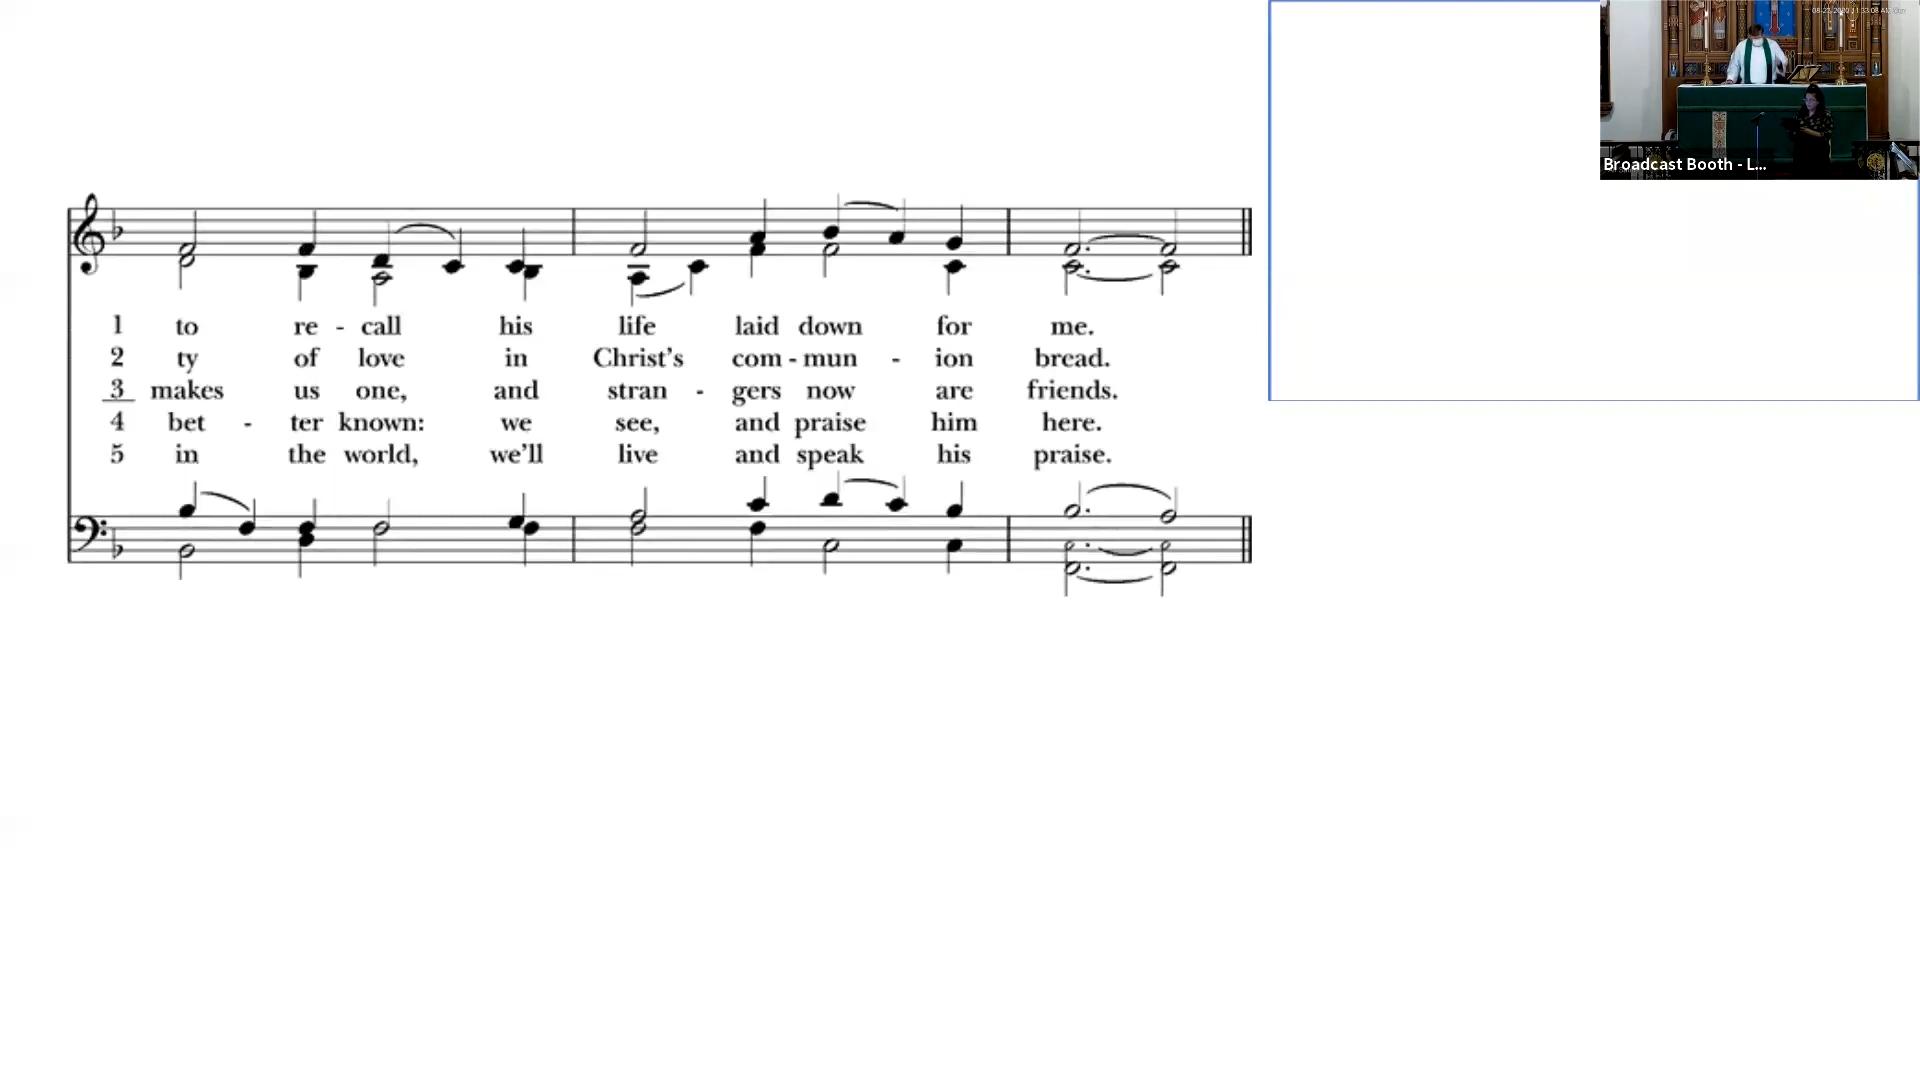 1 to re - call his life laid down for me.
2 ty of love in Christ's com - mun - ion bread.
3 makes us one, and stran - gers now are friends.
4 bet - ter known: we see, and praise him here.
5 in the world, we'll live and speak his praise.
Broadcast Booth - L...